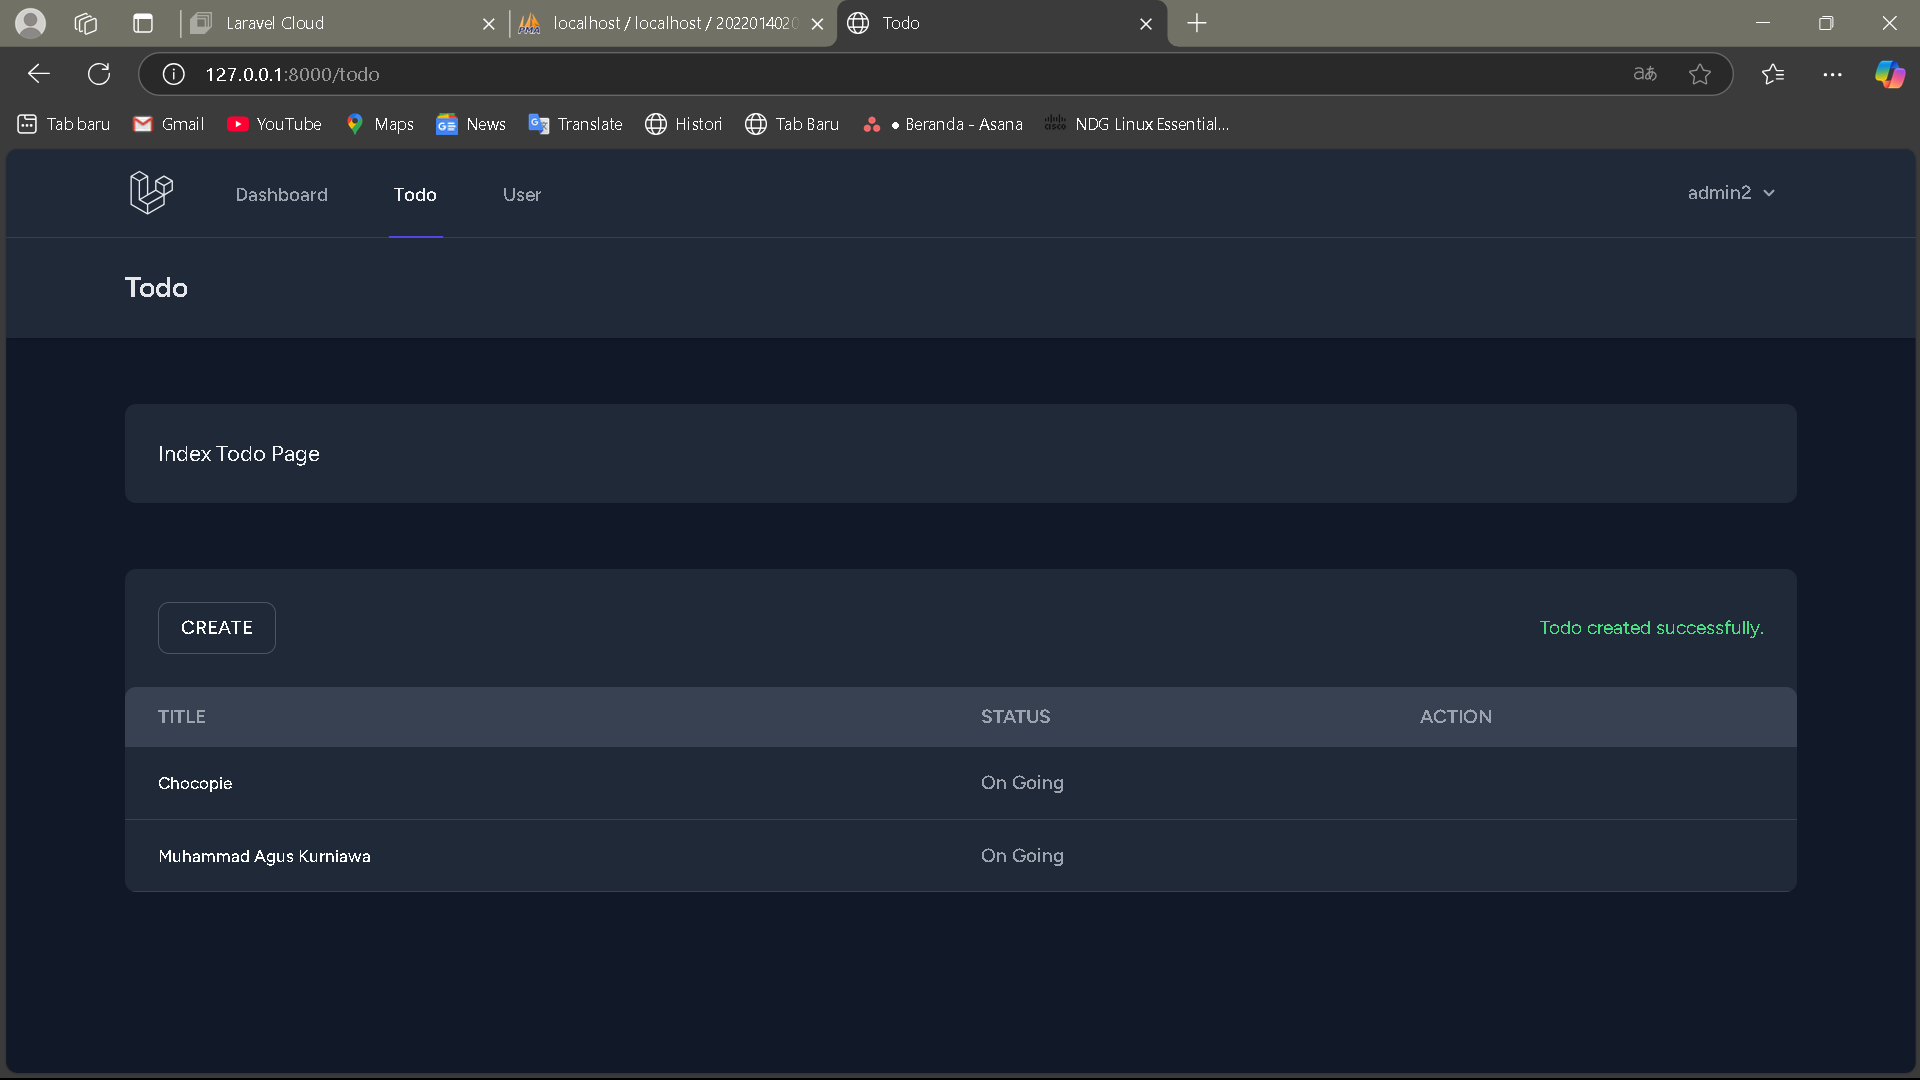 Laravel Cloud
localhost / localhost / 2022014020
Todo
127.0.0.1:8000/todo
Tab baru
Gmail
YouTube
Maps
News
Translate
Histori
Tab Baru
● Beranda - Asana
NDG Linux Essential...
Dashboard
Todo
User
admin2
Todo
Index Todo Page
CREATE
Todo created successfully.
TITLE STATUS ACTION
Chocopie On Going
Muhammad Agus Kurniawa On Going